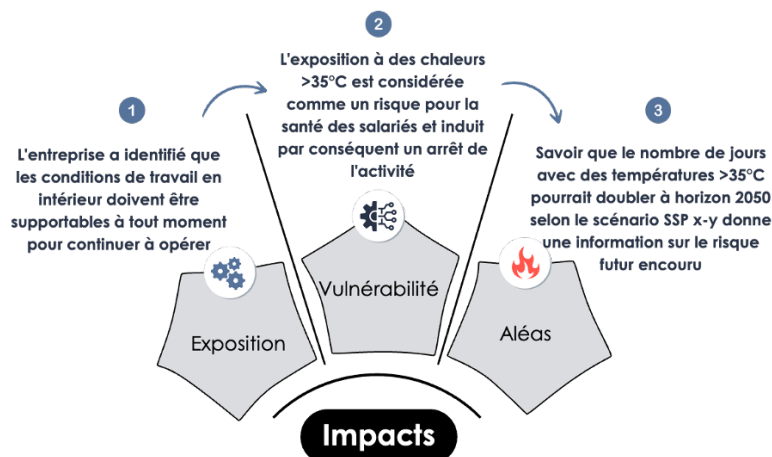 1
L'entreprise a identifié que
les conditions de travail en
intérieur doivent être
supportables à tout moment
pour continuer à opérer
Exposition
2
L'exposition à des chaleurs
>35°C est considérée
comme un risque pour la
santé des salariés et induit
par conséquent un arrêt de
l'activité
Vulnérabilité
3
Savoir que le nombre de jours
avec des températures >35°C
pourrait doubler à horizon 2050
selon le scénario SSP x-y donne
une information sur le risque
futur encouru
Aléas
Impacts